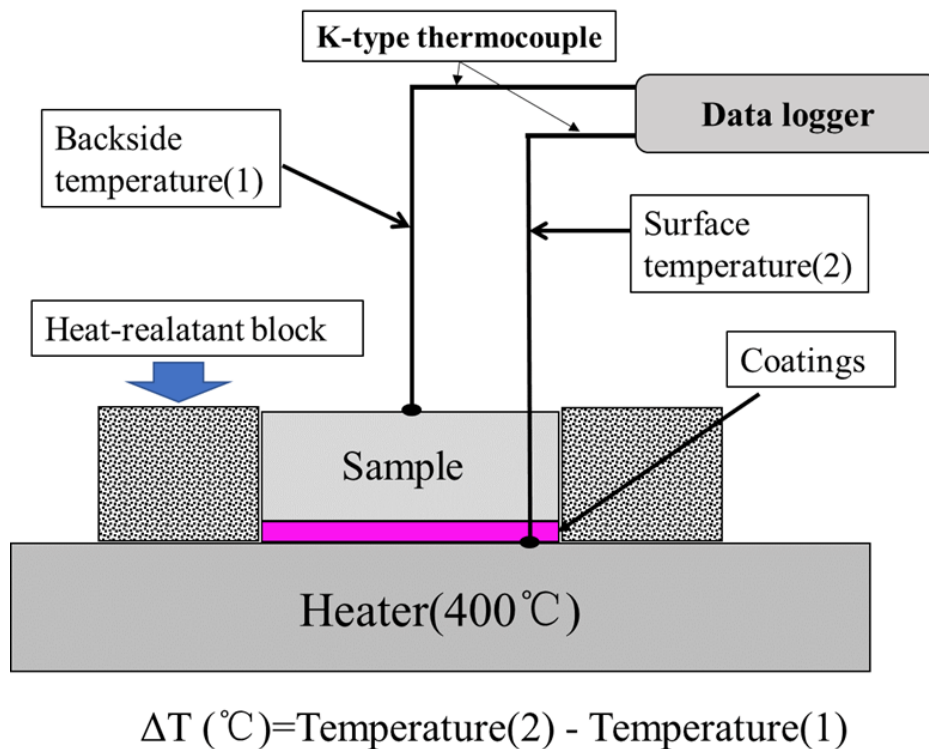 K-type thermocouple
Data logger
Backside
temperature(1)
Surface
temperature(2)
Heat-realatant block
Coatings
Sample
Heater(400℃)
ΔT (℃)=Temperature(2) - Temperature(1)